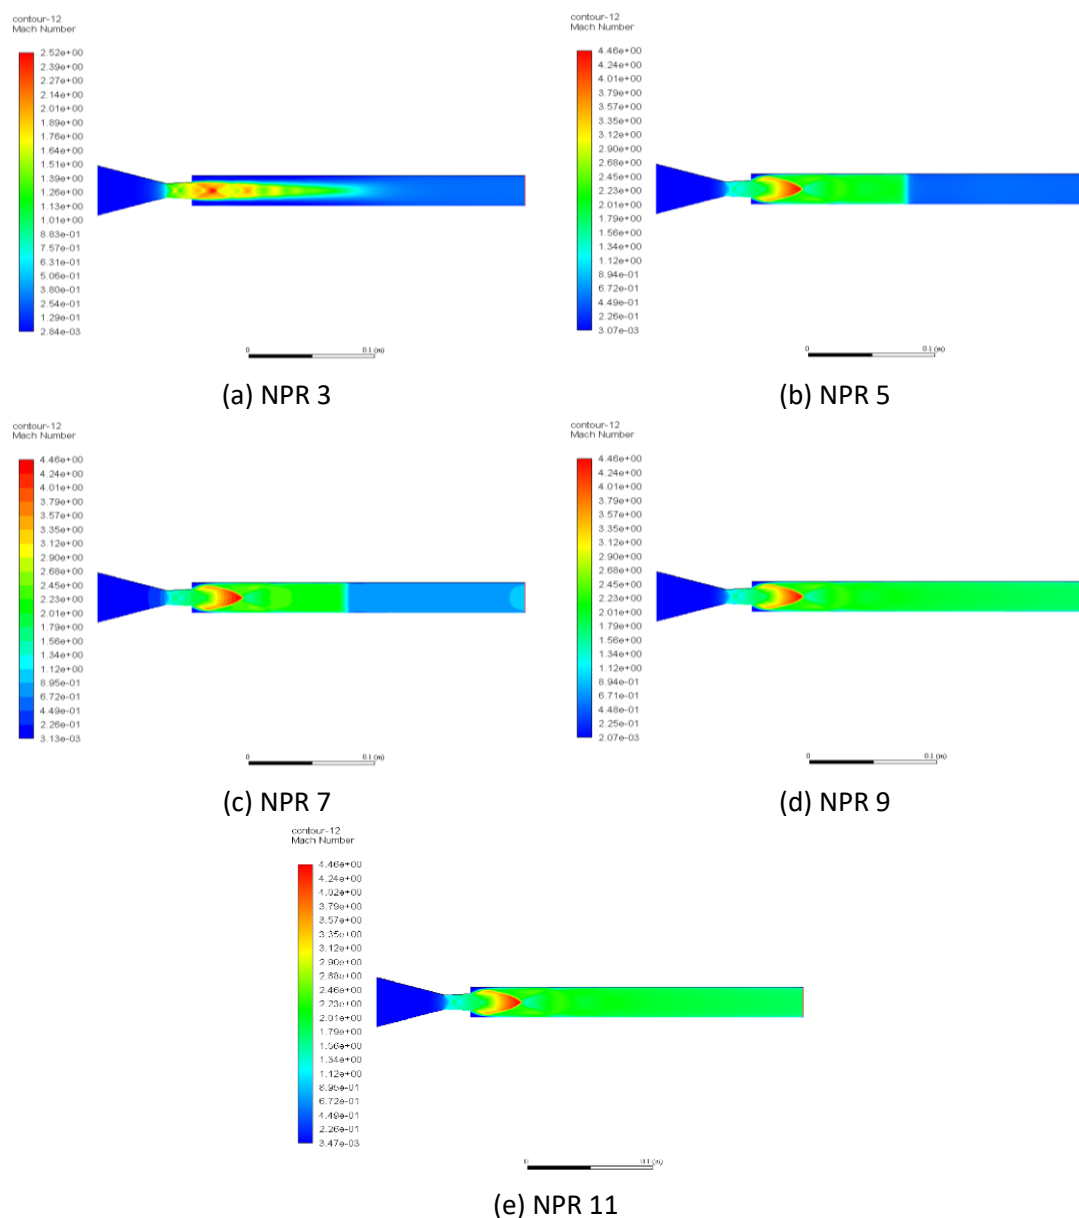 contour-12
Mach Number
2.52e+00
2.39e+00
2.27e+00
2.14e+00
2.01e+00
1.89e+00
1.76e+00
1.64e+00
1.51e+00
1.39e+00
1.26e+00
1.13e+00
1.01e+00
8.83e-01
7.57e-01
6.31e-01
5.06e-01
3.80e-01
2.54e-01
1.29e-01
2.84e-03
0
0.1 (m)
(a) NPR 3
contour-12
Mach Number
4.46e+00
4.24e+00
4.01e+00
3.79e+00
3.57e+00
3.35e+00
3.12e+00
2.90e+00
2.68e+00
2.45e+00
2.23e+00
2.01e+00
1.79e+00
1.56e+00
1.34e+00
1.12e+00
8.94e-01
6.72e-01
4.49e-01
2.26e-01
3.07e-03
0
0.1 (m)
(b) NPR 5
contour-12
Mach Number
4.46e+00
4.24e+00
4.01e+00
3.79e+00
3.57e+00
3.35e+00
3.12e+00
2.90e+00
2.68e+00
2.45e+00
2.23e+00
2.01e+00
1.79e+00
1.56e+00
1.34e+00
1.12e+00
8.95e-01
6.72e-01
4.49e-01
2.26e-01
3.13e-03
0
0.1 (m)
(c) NPR 7
contour-12
Mach Number
4.46e+00
4.24e+00
4.01e+00
3.79e+00
3.57e+00
3.35e+00
3.12e+00
2.90e+00
2.68e+00
2.45e+00
2.23e+00
2.01e+00
1.79e+00
1.56e+00
1.34e+00
1.12e+00
8.94e-01
6.71e-01
4.48e-01
2.25e-01
2.07e-03
0
0.1 (m)
(d) NPR 9
contour-12
Mach Number
4.46e+00
4.24e+00
4.02e+00
3.79e+00
3.57e+00
3.35e+00
3.12e+00
2.90e+00
2.68e+00
2.46e+00
2.23e+00
2.01e+00
1.79e+00
1.56e+00
1.34e+00
1.12e+00
8.95e-01
6.72e-01
4.49e-01
2.26e-01
3.47e-03
0
0.1 (m)
(e) NPR 11